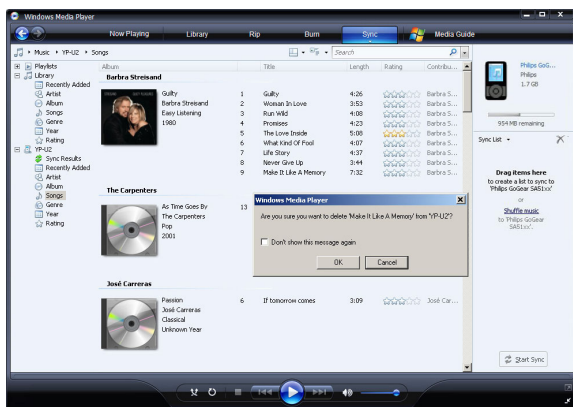 Windows Media Player
Now Playing Library Rip Burn Sync Media Guide
Music YP-U2 Songs
Search
Playlists
Library
Recently Added
Artist
Album
Songs
Genre
Year
Rating
YP-U2
Sync Results
Recently Added
Artist
Album
Songs
Genre
Year
Rating
Album Title Length Rating Contribu...
Barbra Streisand
Guilty
Barbra Streisand
Easy Listening
1980
1 Guilty 4:26 Barbra S...
2 Woman In Love 3:53 Barbra S...
3 Run Wild 4:08 Barbra S...
4 Promises 4:23 Barbra S...
5 The Love Inside 5:08 Barbra S...
6 What Kind Of Fool 4:07 Barbra S...
7 Life Story 4:37 Barbra S...
8 Never Give Up 3:44 Barbra S...
9 Make It Like A Memory 7:32 Barbra S...
The Carpenters
As Time Goes By
The Carpenters
Pop
2001
13
Windows Media Player
Are you sure you want to delete 'Make It Like A Memory' from 'YP-U2'?
Don't show this message again
OK Cancel
José Carreras
Passion
José Carreras
Classical
Unknown Year
6 If tomorrow comes 3:09 José Car...
Philips GoG...
Philips
1.7 GB
954 MB remaining
Sync List
Drag items here
to create a list to sync to
'Philips GoGear SA51xx'.
or
Shuffle music
to 'Philips GoGear
SA51xx'.
Start Sync